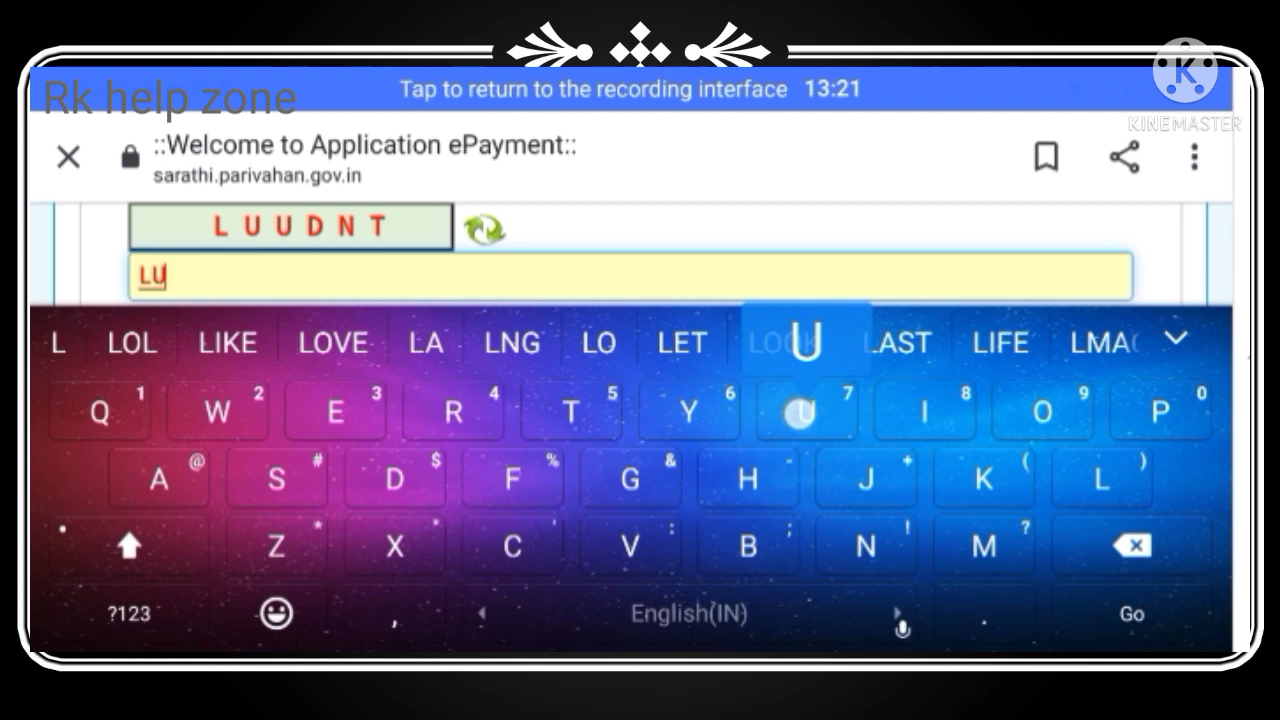 Tap to return to the recording interface 13:21
Rk help zone
KINEMASTER
::Welcome to Application ePayment::
sarathi.parivahan.gov.in
L U U D N T
LU
L LOL LIKE LOVE LA LNG LO LET LOOK U LAST LIFE LMA
1 2 3 4 5 6 7 8 9 0
Q W E R T Y U I O P
@ # $ % & - + ( )
A S D F G H J K L
* " ' : ; ! ?
Z X C V B N M
?123 , English(IN) . Go